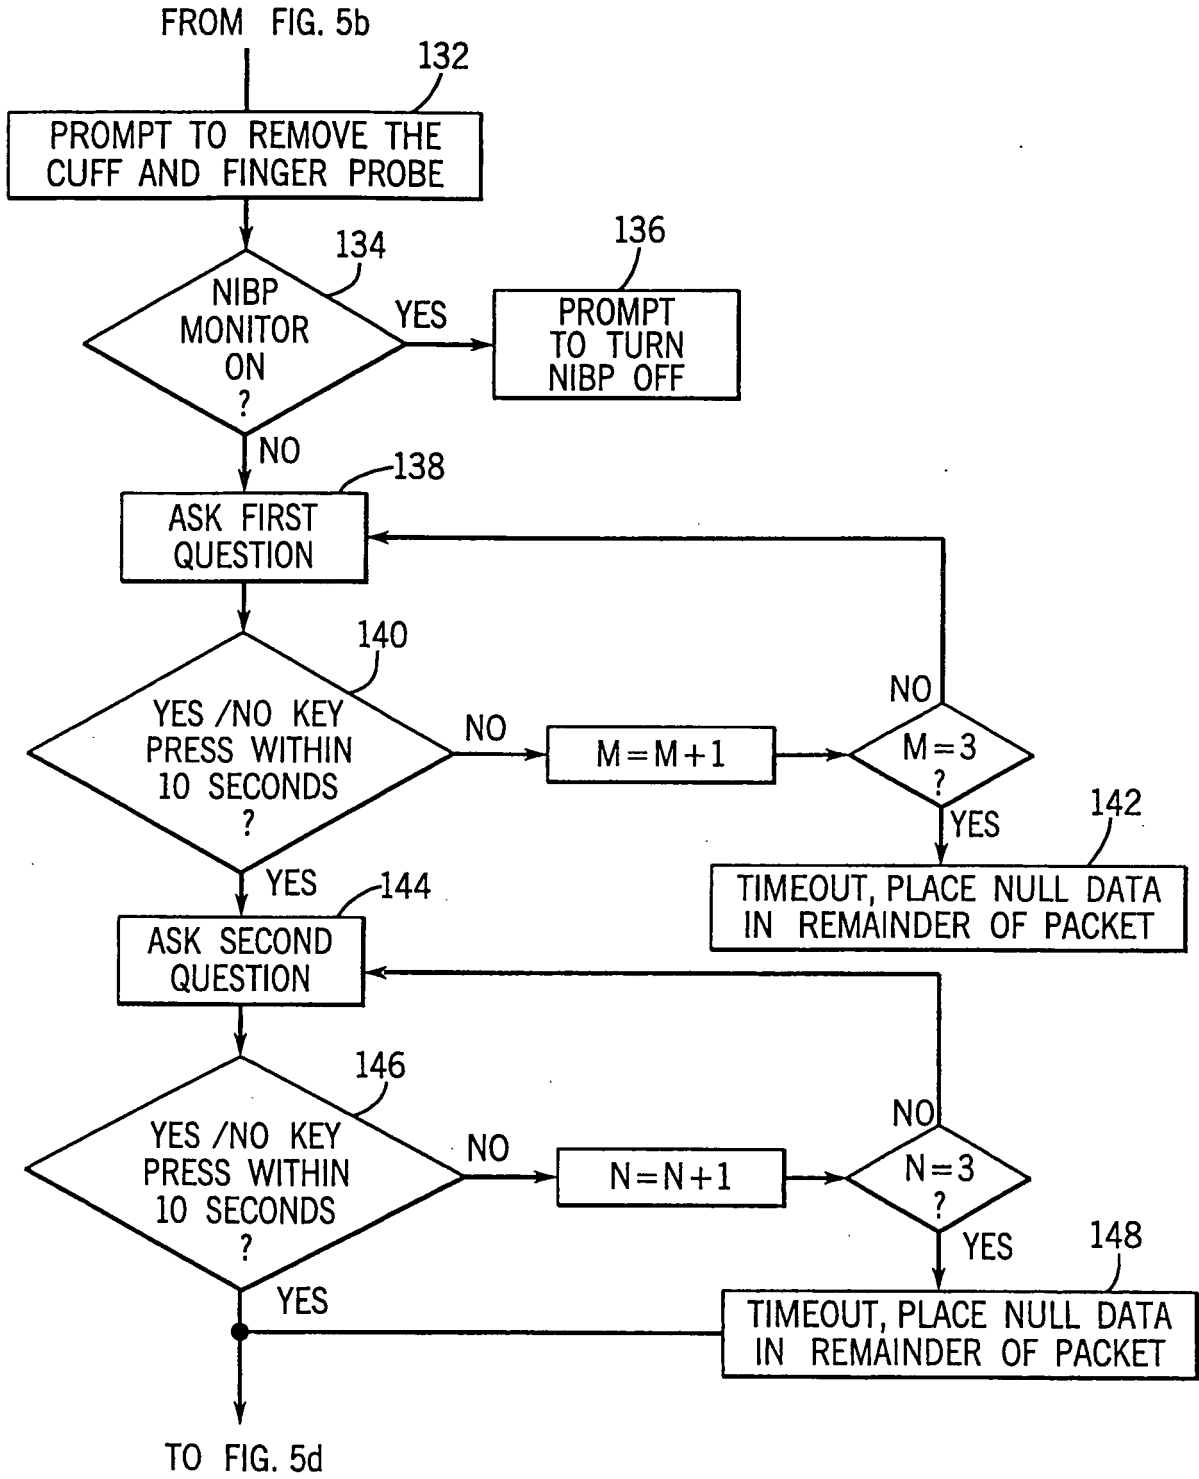 FROM FIG. 5b
132
PROMPT TO REMOVE THE
CUFF AND FINGER PROBE
134
NIBP
MONITOR
ON
?
YES
136
PROMPT
TO TURN
NIBP OFF
NO
138
ASK FIRST
QUESTION
140
YES /NO KEY
PRESS WITHIN
10 SECONDS
?
NO
M=M+1
NO
M=3
?
YES
142
TIMEOUT, PLACE NULL DATA
IN REMAINDER OF PACKET
YES
144
ASK SECOND
QUESTION
146
YES /NO KEY
PRESS WITHIN
10 SECONDS
?
NO
N=N+1
NO
N=3
?
YES
148
TIMEOUT, PLACE NULL DATA
IN REMAINDER OF PACKET
YES
TO FIG. 5d